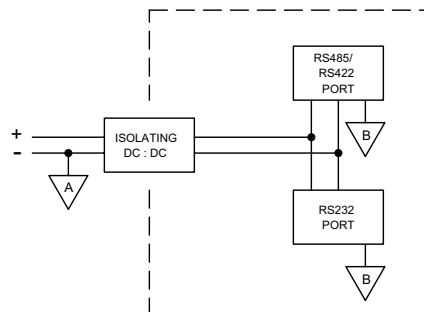 RS485/
RS422
PORT
B
+
-
ISOLATING
DC : DC
A
RS232
PORT
B